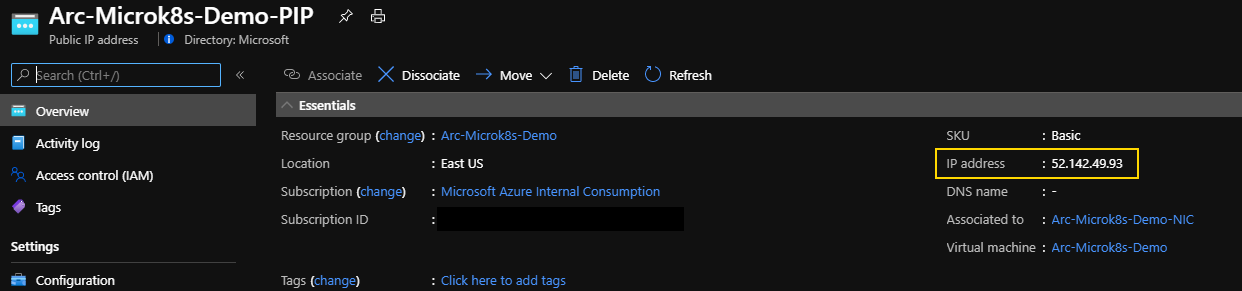 Arc-Microk8s-Demo-PIP
Public IP address Directory: Microsoft
Search (Ctrl+/)
Overview
Activity log
Access control (IAM)
Tags
Settings
Configuration
Associate Dissociate Move Delete Refresh
Essentials
Resource group (change) : Arc-Microk8s-Demo
Location : East US
Subscription (change) : Microsoft Azure Internal Consumption
Subscription ID :
SKU : Basic
IP address : 52.142.49.93
DNS name : -
Associated to : Arc-Microk8s-Demo-NIC
Virtual machine : Arc-Microk8s-Demo
Tags (change) : Click here to add tags